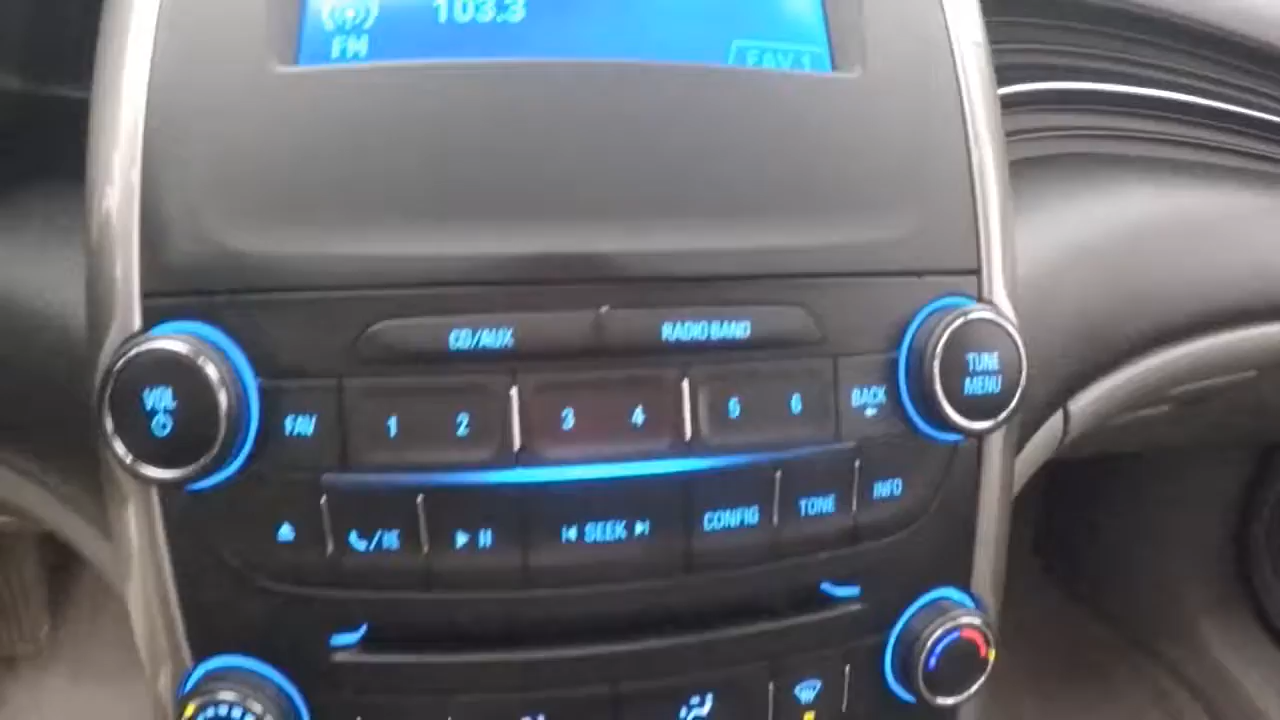 103.3
FM
FAV 1
CD/AUX
RADIO BAND
VOL
FAV
1
2
3
4
5
6
BACK
TUNE
MENU
SEEK
CONFIG
TONE
INFO